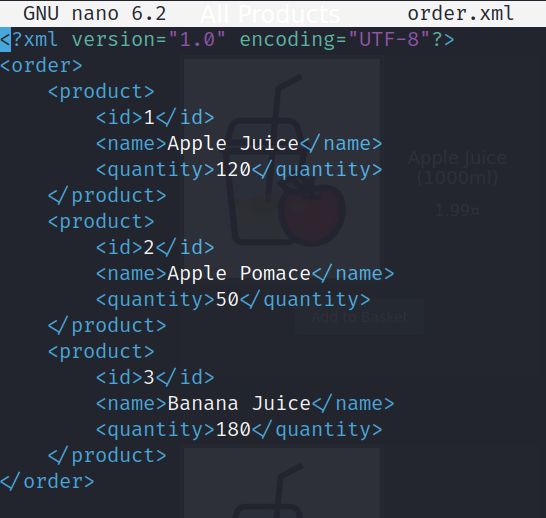 GNU nano 6.2 All Products order.xml
<?xml version="1.0" encoding="UTF-8"?>
<order>
    <product>
        <id>1</id>
        <name>Apple Juice</name>
        <quantity>120</quantity>
    </product>
    <product>
        <id>2</id>
        <name>Apple Pomace</name>
        <quantity>50</quantity>
    </product>
    <product>
        <id>3</id>
        <name>Banana Juice</name>
        <quantity>180</quantity>
    </product>
</order>
Apple Juice
(1000ml)
1.99¤
Add to Basket